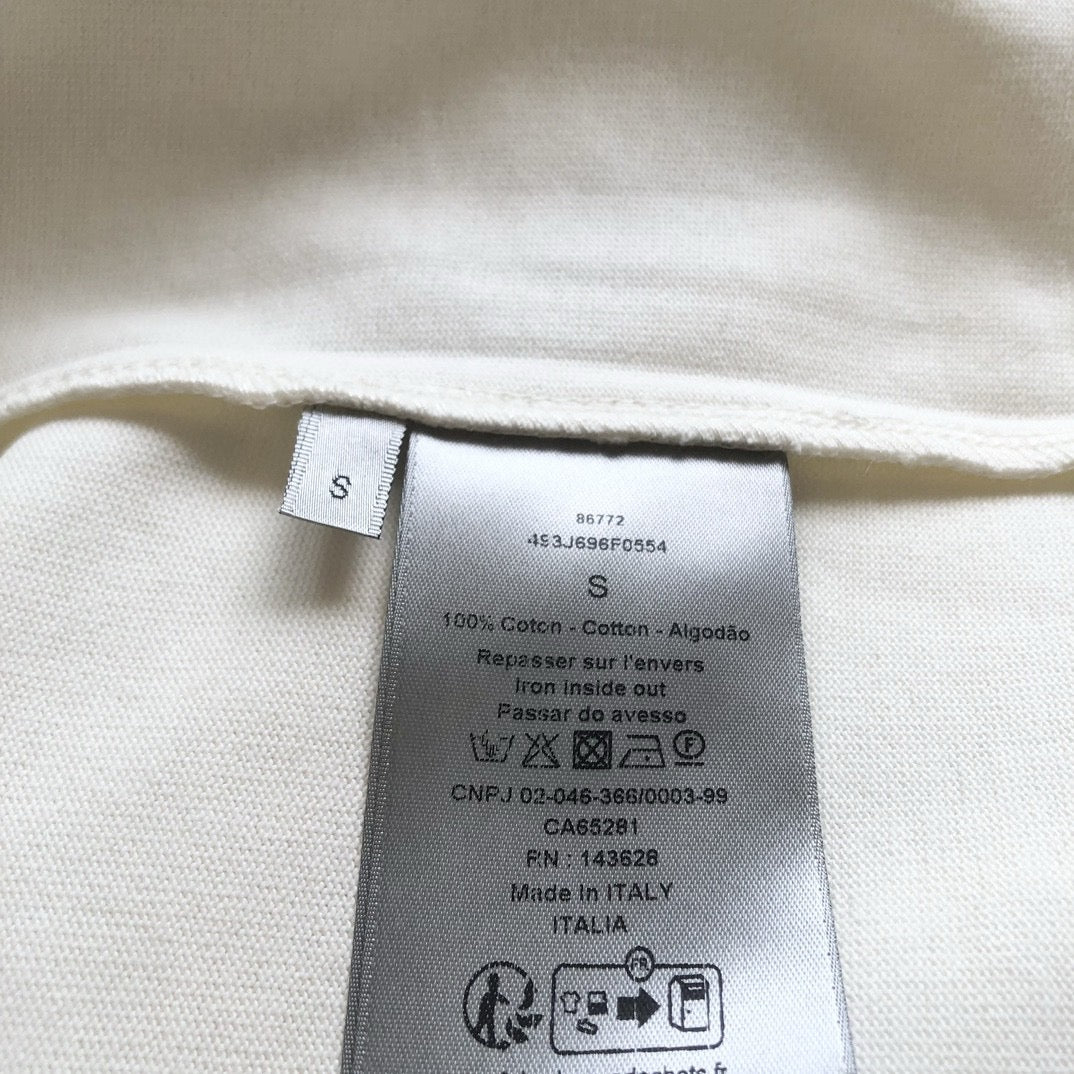 S
86772
493J696F0554
S
100% Coton - Cotton - Algodão
Repasser sur l'envers
Iron inside out
Passar do avesso
F
CNPJ 02-046-366/0003-99
CA65281
RN : 143628
Made In ITALY
ITALIA
FR